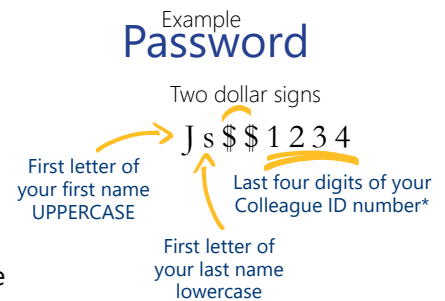 Example
Password
Two dollar signs
Js$$1234
First letter of
your first name
UPPERCASE
Last four digits of your
Colleague ID number*
First letter of
your last name
lowercase
e